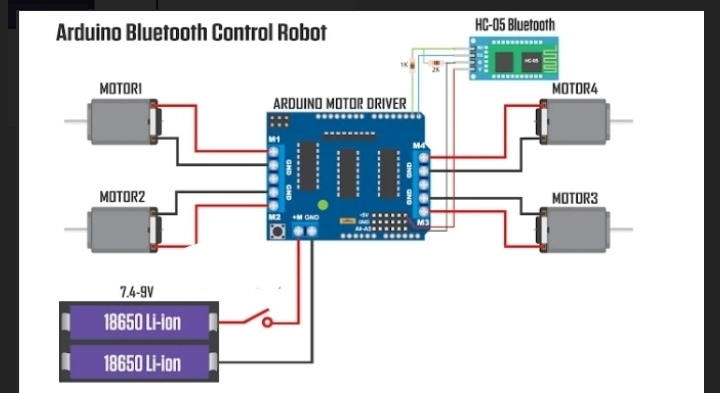 Arduino Bluetooth Control Robot
HC-05 Bluetooth
1K
2K
HC-05
MOTOR1
MOTOR4
ARDUINO MOTOR DRIVER
M1
M4
GND
GND
GND
GND
MOTOR2
MOTOR3
M2
+M GND
-5V
GND
M3
7.4-9V
18650 Li-ion
18650 Li-ion